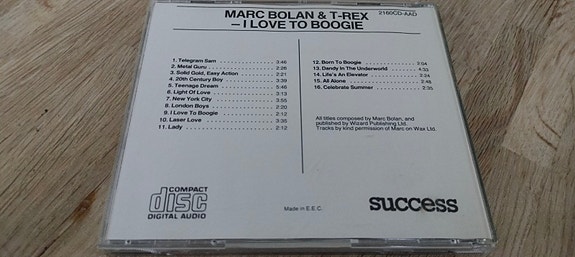 MARC BOLAN & T-REX
2160CD-AAD
– I LOVE TO BOOGIE
1. Telegram Sam 3:46
2. Metal Guru 2:26
3. Solid Gold, Easy Action 2:21
4. 20th Century Boy 3:39
5. Teenage Dream 5:46
6. Light Of Love 3:13
7. New York City 3:55
8. London Boys 2:20
9. I Love To Boogie 2:12
10. Laser Love 3:35
11. Lady 2:12
12. Born To Boogie 2:04
13. Dandy In The Underworld 4:33
14. Life's An Elevator 2:24
15. All Alone 2:48
16. Celebrate Summer 2:35
All titles composed by Marc Bolan, and
published by Wizard Publishing Ltd.
Tracks by kind permission of Marc on Wax Ltd.
COMPACT
disc
DIGITAL AUDIO
Made in E.E.C.
success